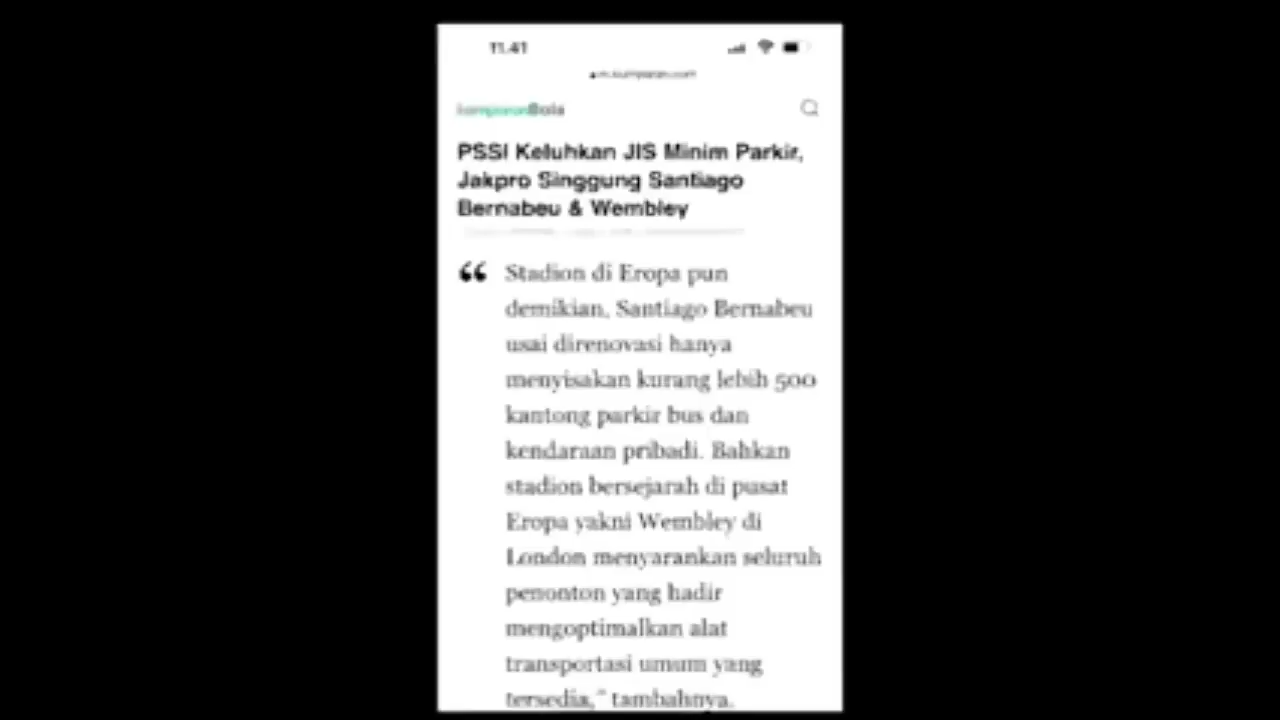 11.41
m.kumparan.com
kumparanBola
PSSI Keluhkan JIS Minim Parkir,
Jakpro Singgung Santiago
Bernabeu & Wembley
“ Stadion di Eropa pun
demikian, Santiago Bernabeu
usai direnovasi hanya
menyisakan kurang lebih 500
kantong parkir bus dan
kendaraan pribadi. Bahkan
stadion bersejarah di pusat
Eropa yakni Wembley di
London menyarankan seluruh
penonton yang hadir
mengoptimalkan alat
transportasi umum yang
tersedia,” tambahnya.